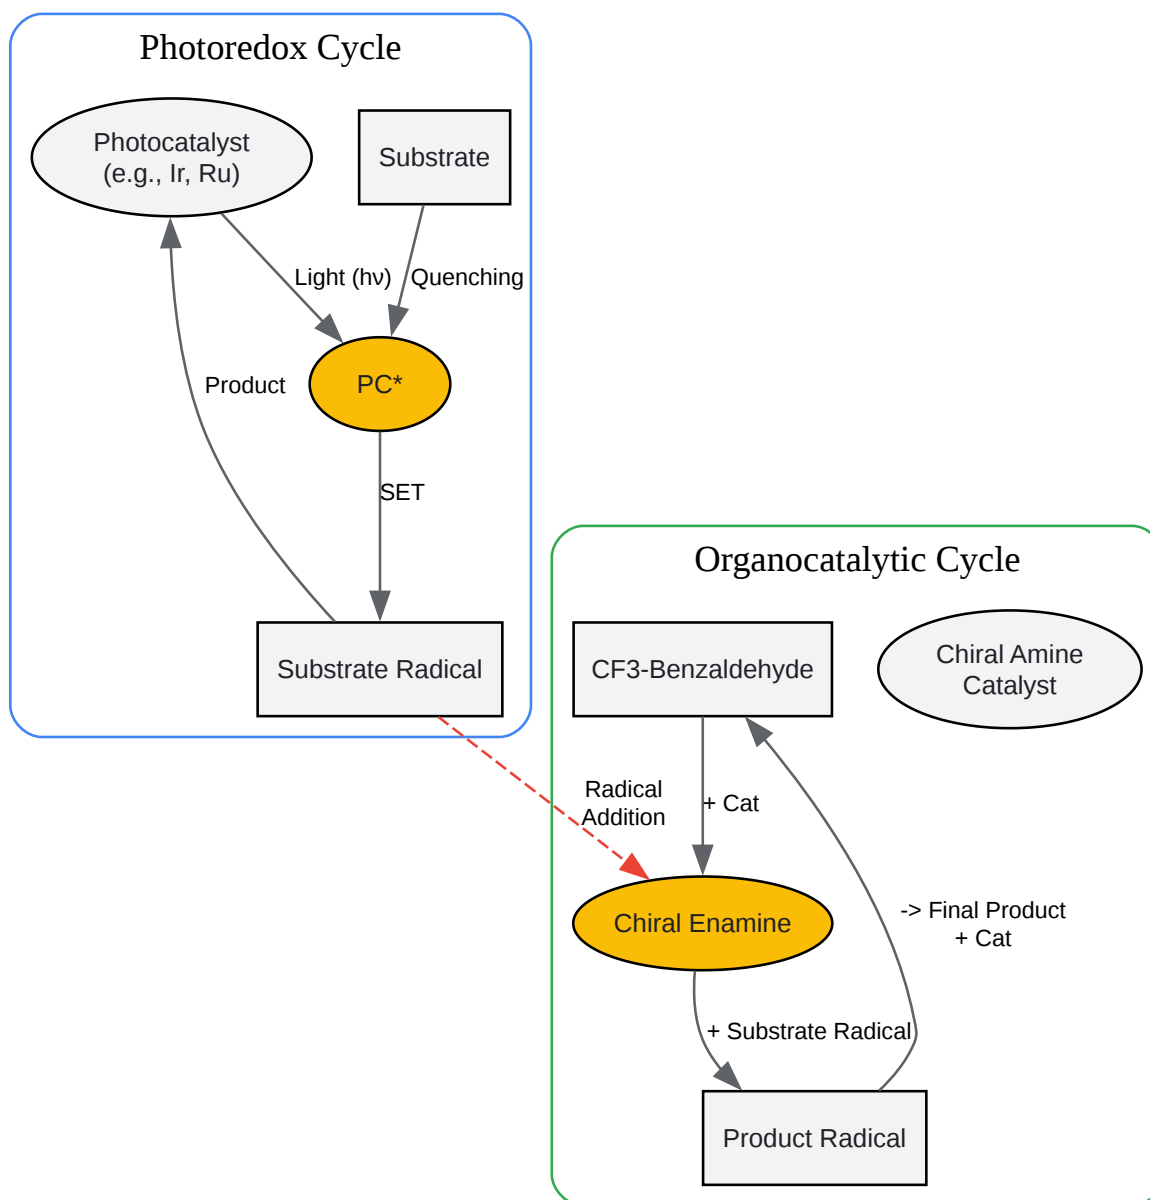 Photoredox Cycle
Photocatalyst
(e.g., Ir, Ru)
Substrate
Light (hν)
Quenching
PC*
Product
SET
Substrate Radical
Organocatalytic Cycle
CF3-Benzaldehyde
Chiral Amine
Catalyst
Radical
Addition
+ Cat
Chiral Enamine
-> Final Product
+ Cat
+ Substrate Radical
Product Radical